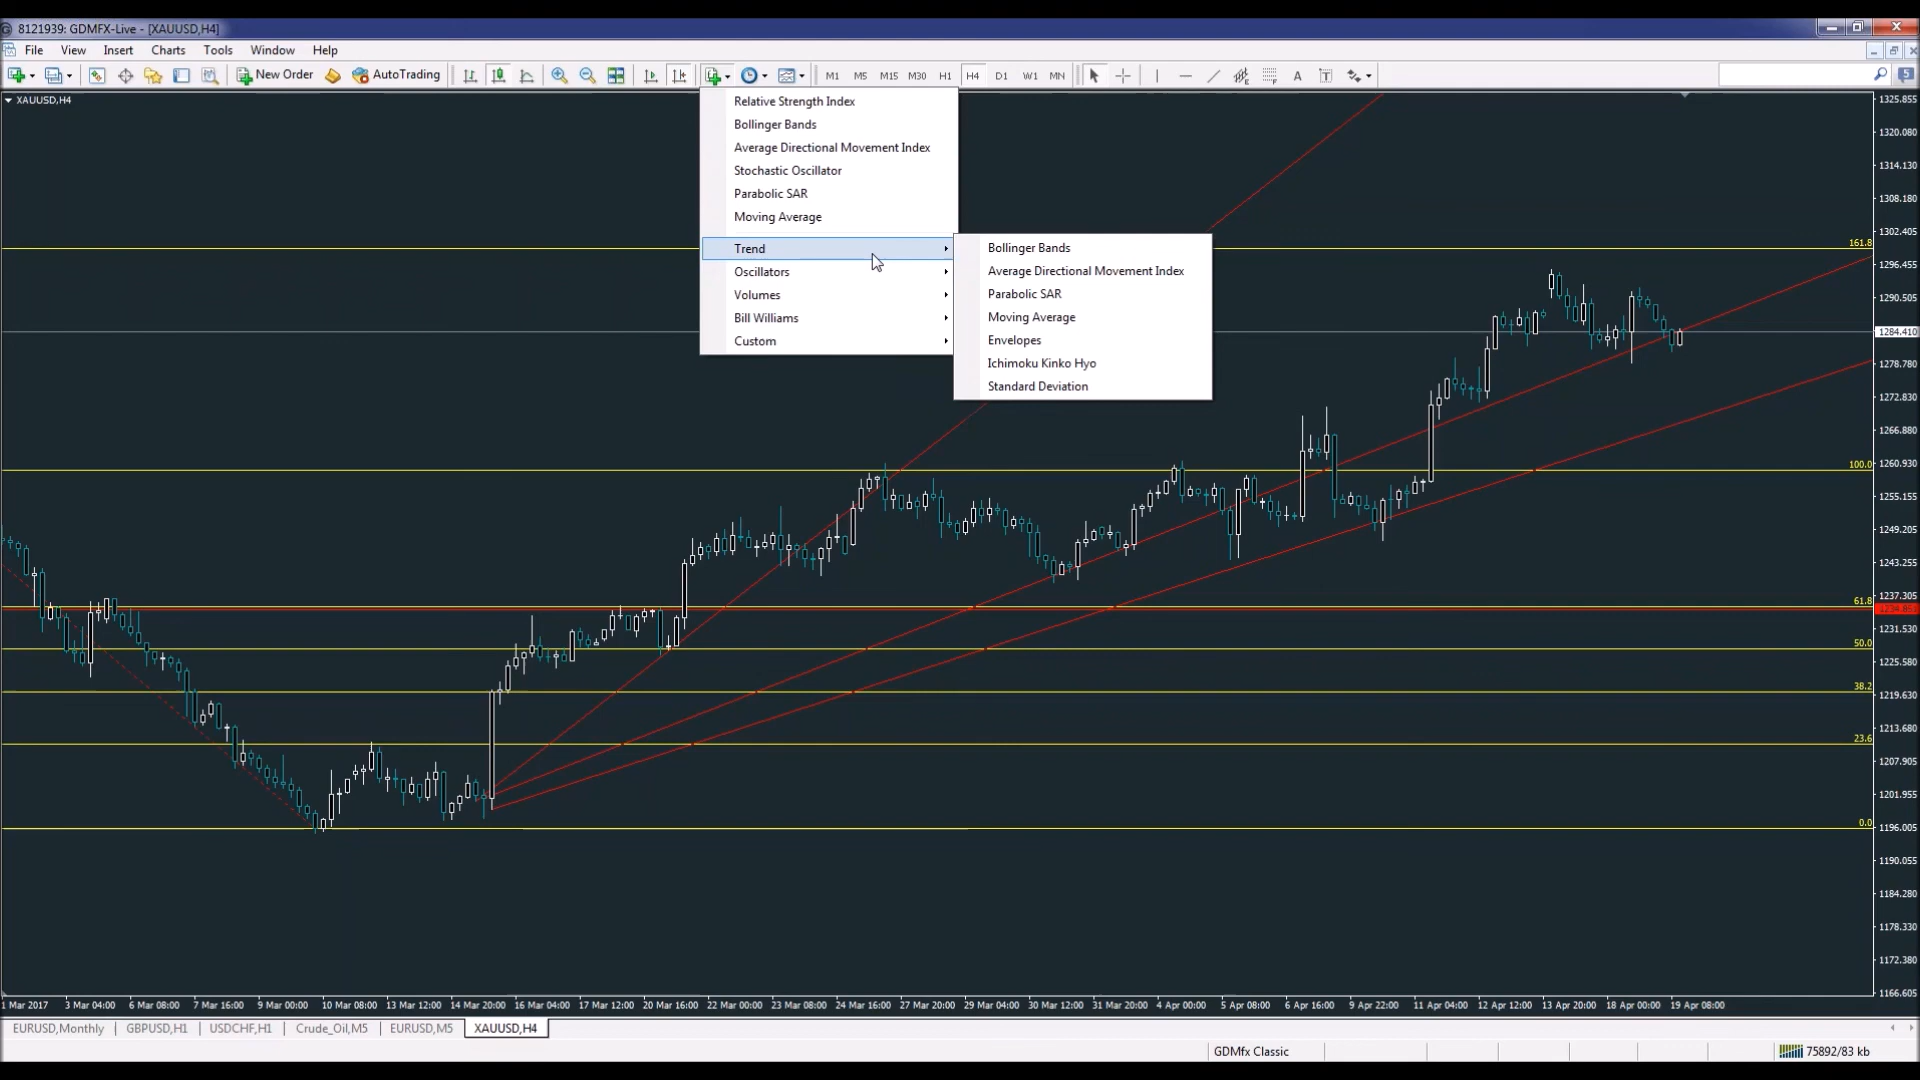 8121939: GDMFX-Live - [XAUUSD,H4]
File View Insert Charts Tools Window Help
New Order AutoTrading M1 M5 M15 M30 H1 H4 D1 W1 MN A T 5
XAUUSD,H4
Relative Strength Index
Bollinger Bands
Average Directional Movement Index
Stochastic Oscillator
Parabolic SAR
Moving Average
Trend
Oscillators
Volumes
Bill Williams
Custom
Bollinger Bands
Average Directional Movement Index
Parabolic SAR
Moving Average
Envelopes
Ichimoku Kinko Hyo
Standard Deviation
161.8
100.0
61.8
50.0
38.2
23.6
0.0
1325.855
1320.080
1314.130
1308.180
1302.405
1296.455
1290.505
1284.410
1278.780
1272.830
1266.880
1260.930
1255.155
1249.205
1243.255
1237.305
1231.530
1225.580
1219.630
1213.680
1207.905
1201.955
1196.005
1190.055
1184.280
1178.330
1172.380
1166.605
1 Mar 2017 3 Mar 04:00 6 Mar 08:00 7 Mar 16:00 9 Mar 00:00 10 Mar 08:00 13 Mar 12:00 14 Mar 20:00 16 Mar 04:00 17 Mar 12:00 20 Mar 16:00 22 Mar 00:00 23 Mar 08:00 24 Mar 16:00 27 Mar 20:00 29 Mar 04:00 30 Mar 12:00 31 Mar 20:00 4 Apr 00:00 5 Apr 08:00 6 Apr 16:00 9 Apr 22:00 11 Apr 04:00 12 Apr 12:00 13 Apr 20:00 18 Apr 00:00 19 Apr 08:00
EURUSD,Monthly GBPUSD,H1 USDCHF,H1 Crude_Oil,M5 EURUSD,M5 XAUUSD,H4
GDMfx Classic 75892/83 kb